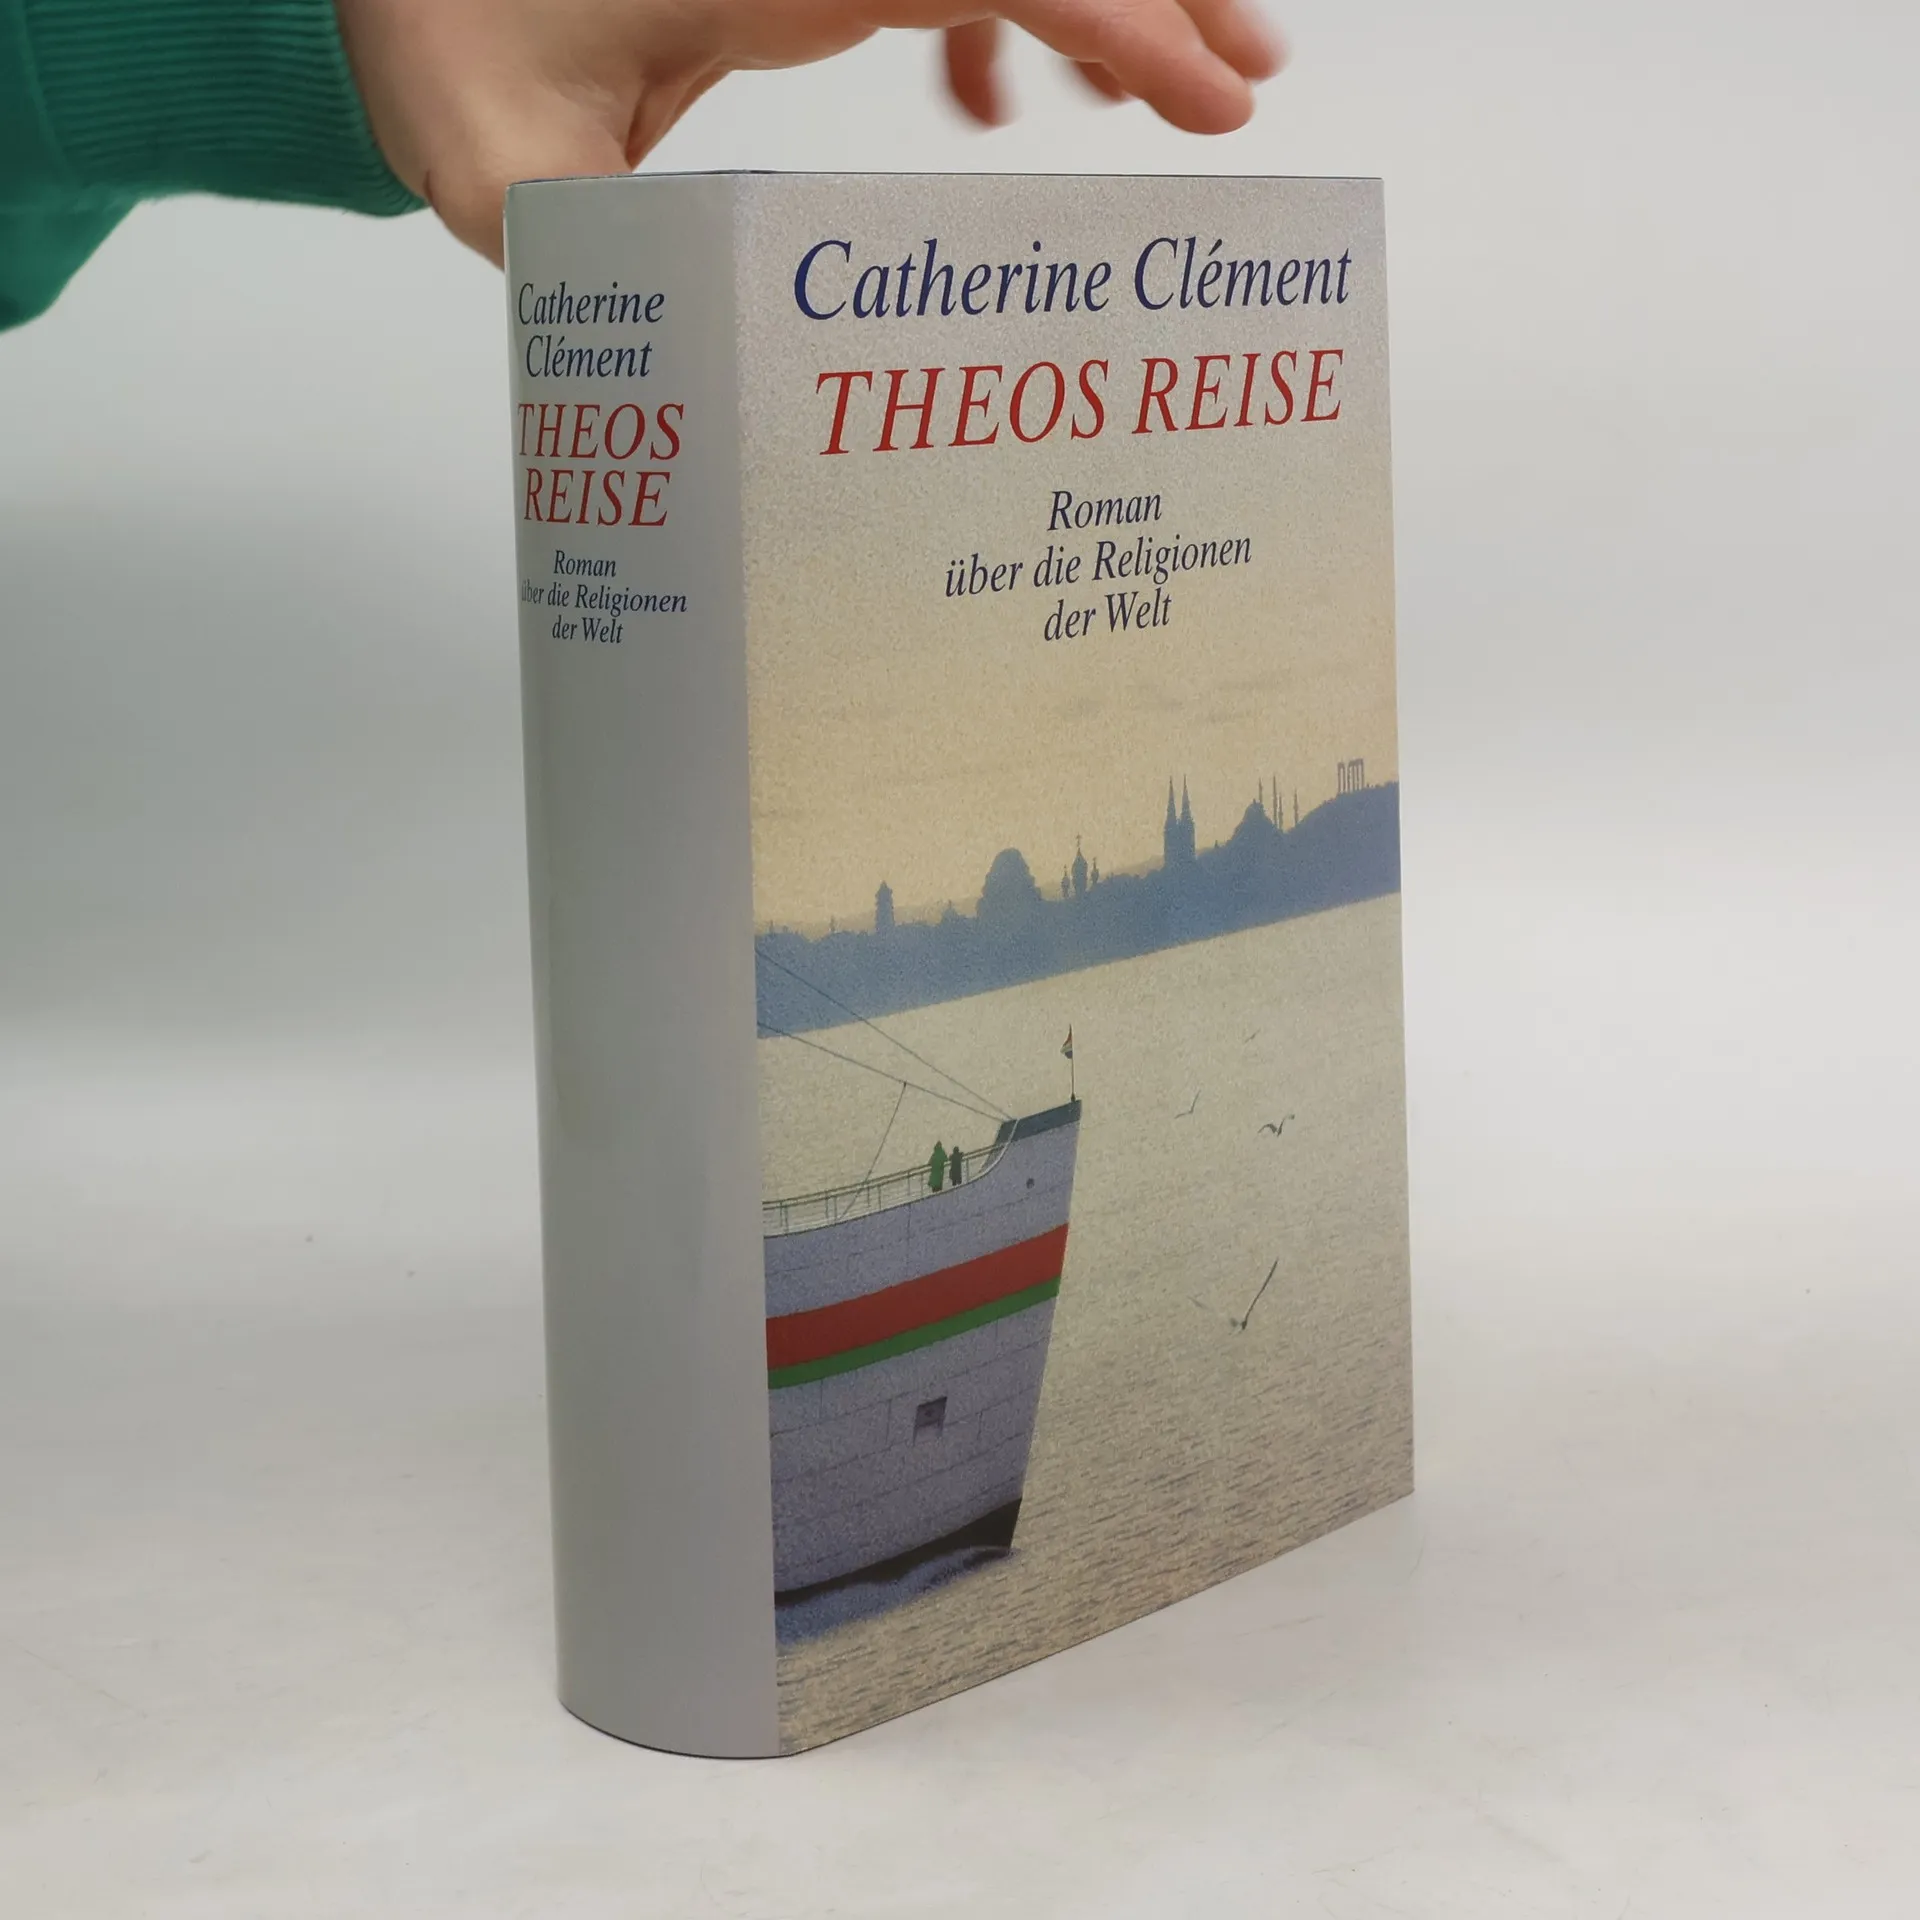 Catherine
Clément
THEOS
REISE
Roman
über die Religionen
der Welt
Catherine Clément
THEOS REISE
Roman
über die Religionen
der Welt